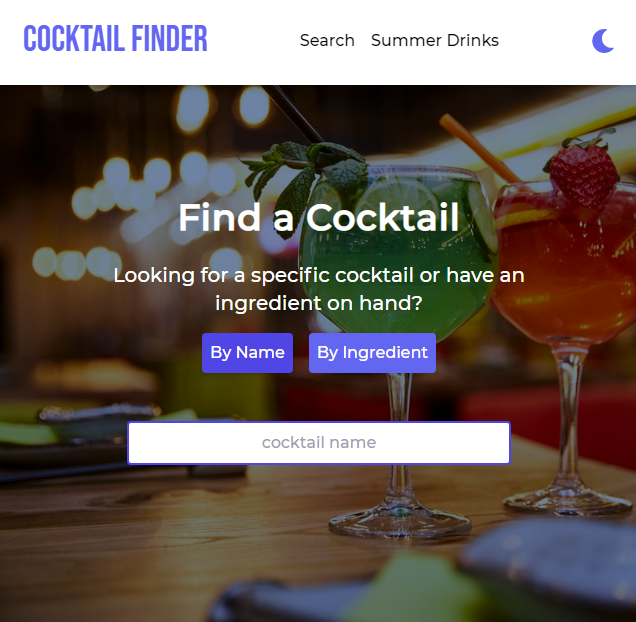 COCKTAIL FINDER
Search
Summer Drinks
Find a Cocktail
Looking for a specific cocktail or have an
ingredient on hand?
By Name
By Ingredient
cocktail name